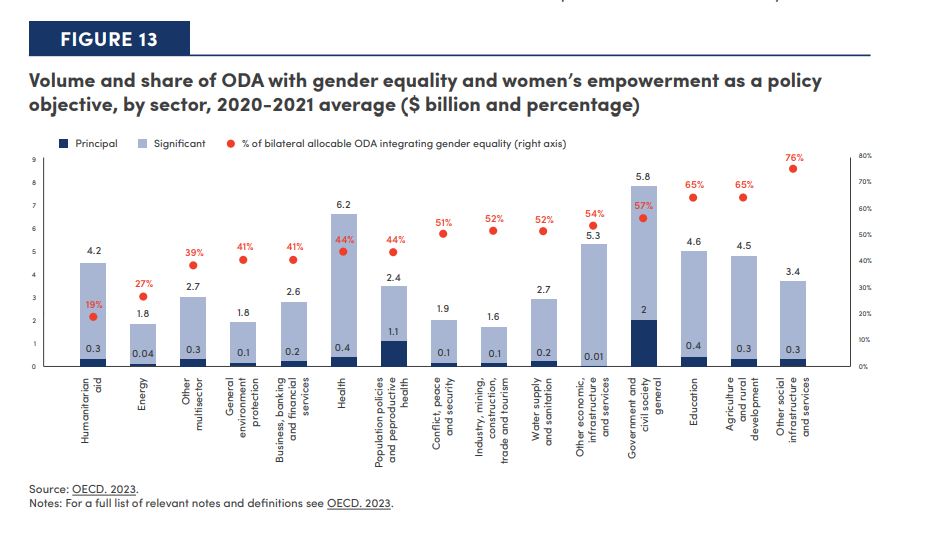 FIGURE 13
Volume and share of ODA with gender equality and women's empowerment as a policy
objective, by sector, 2020-2021 average ($ billion and percentage)
Principal
Significant
% of bilateral allocable ODA integrating gender equality (right axis)
9
8
7
6
5
4
3
2
1
0
80%
70%
60%
50%
40%
30%
20%
10%
0%
4.2
19%
0.3
Humanitarian
aid
27%
1.8
0.04
Energy
39%
2.7
0.3
Other
multisector
41%
1.8
0.1
General
environment
protection
41%
2.6
0.2
Business, banking
and financial
services
6.2
44%
0.4
Health
44%
2.4
1.1
Population policies
and peproductive
health
51%
1.9
0.1
Conflict, peace
and security
52%
1.6
0.1
Industry, mining,
construction,
trade and tourism
52%
2.7
0.2
Water supply
and sanitation
54%
5.3
0.01
Other economic,
infrastructure
and services
5.8
57%
2
Government and
civil society
general
65%
4.6
0.4
Education
65%
4.5
0.3
Agriculture
and rural
development
76%
3.4
0.3
Other social
infrastructure
and services
Source: OECD. 2023.
Notes: For a full list of relevant notes and definitions see OECD. 2023.